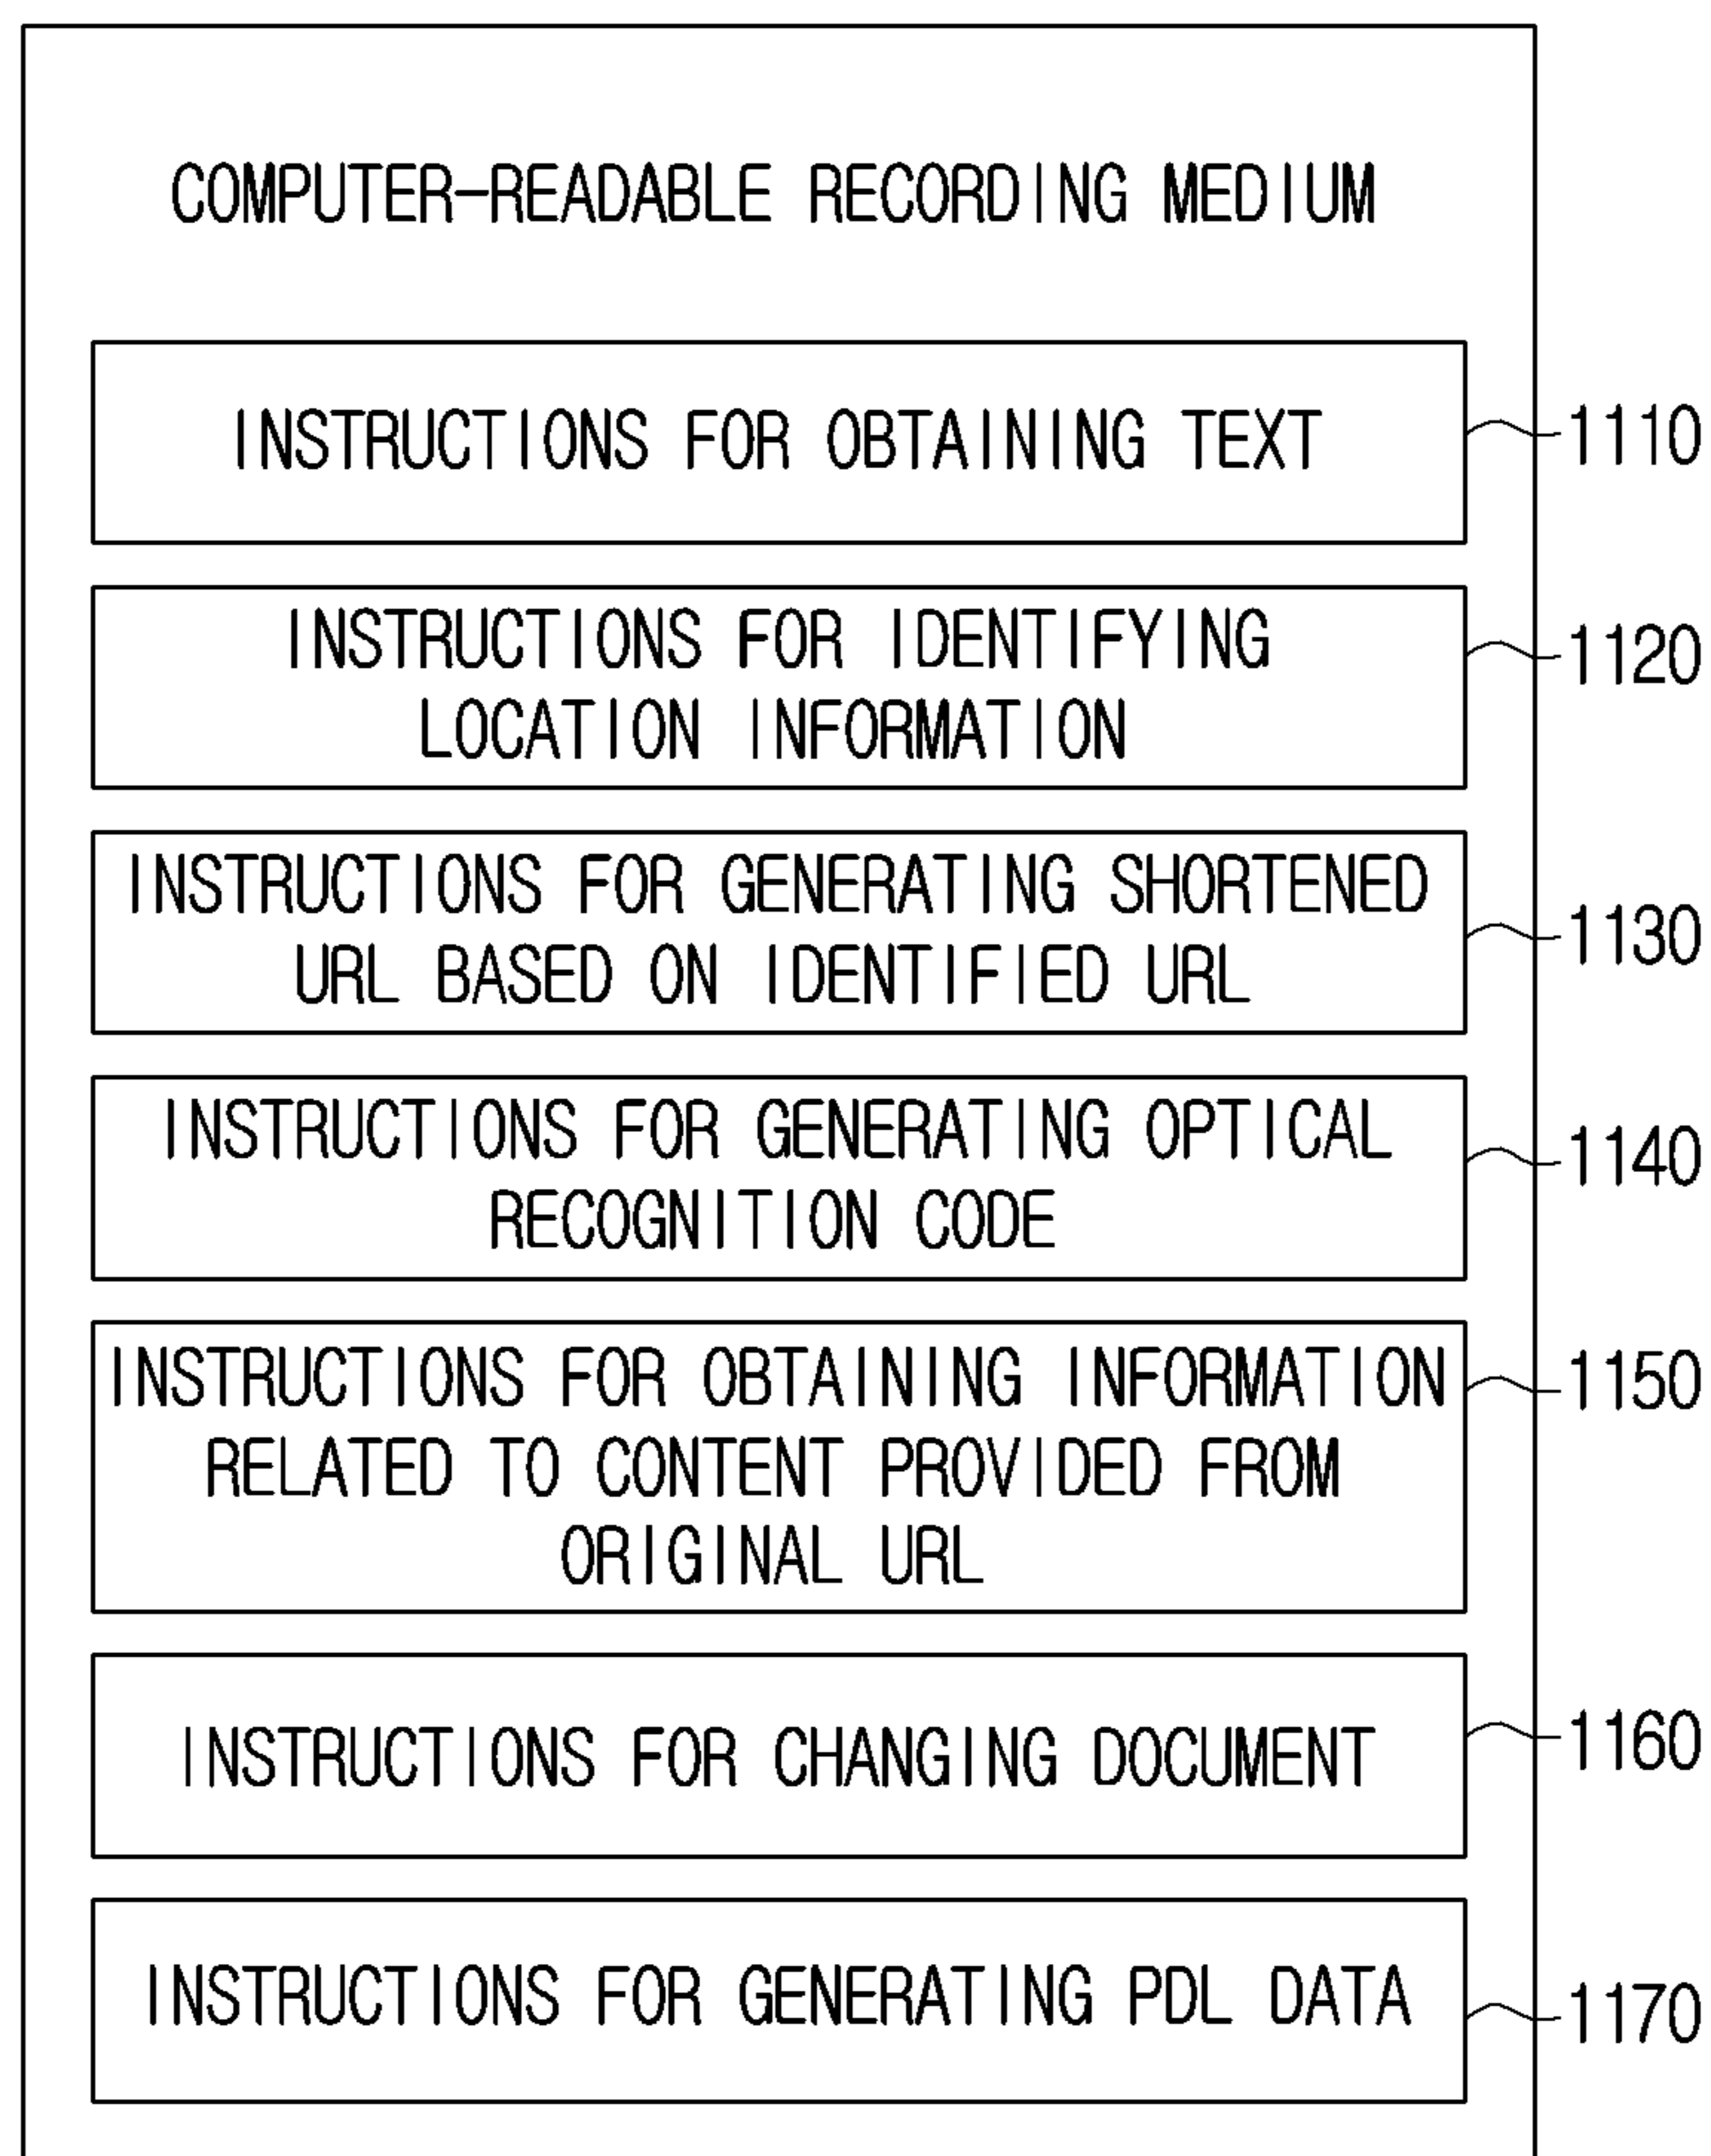 COMPUTER-READABLE RECORDING MEDIUM
INSTRUCTIONS FOR OBTAINING TEXT
1110
INSTRUCTIONS FOR IDENTIFYING
LOCATION INFORMATION
1120
INSTRUCTIONS FOR GENERATING SHORTENED
URL BASED ON IDENTIFIED URL
1130
INSTRUCTIONS FOR GENERATING OPTICAL
RECOGNITION CODE
1140
INSTRUCTIONS FOR OBTAINING INFORMATION
RELATED TO CONTENT PROVIDED FROM
ORIGINAL URL
1150
INSTRUCTIONS FOR CHANGING DOCUMENT
1160
INSTRUCTIONS FOR GENERATING PDL DATA
1170